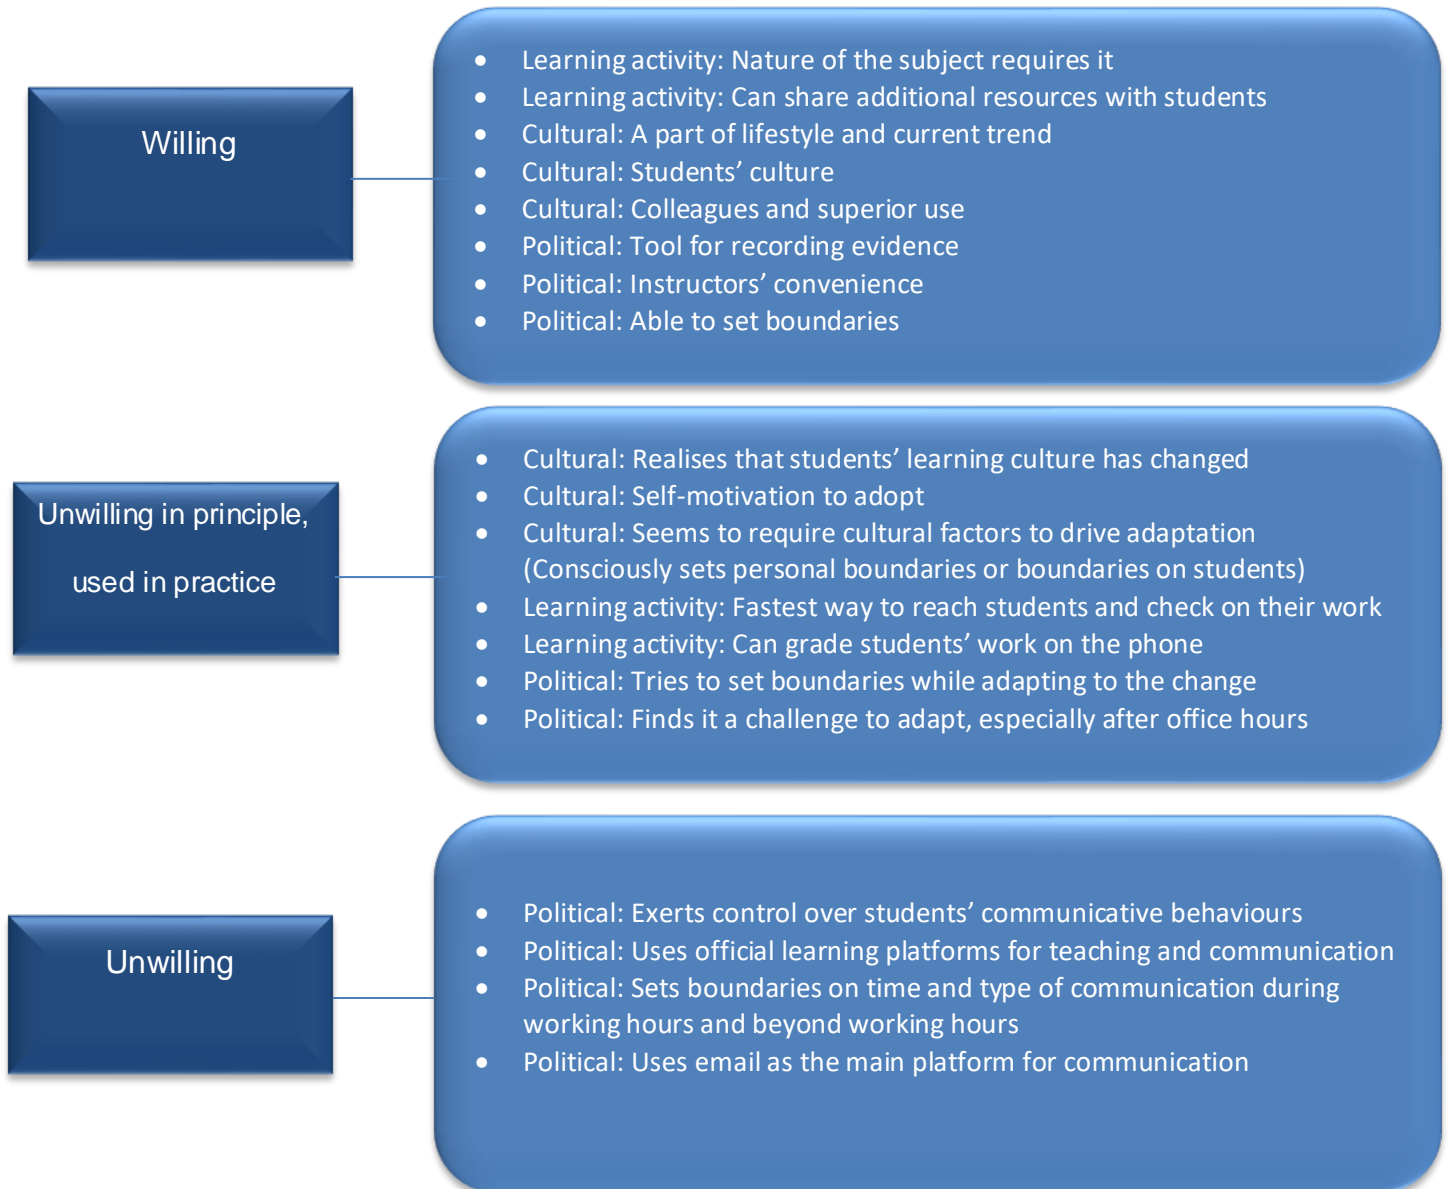 Willing
• Learning activity: Nature of the subject requires it
• Learning activity: Can share additional resources with students
• Cultural: A part of lifestyle and current trend
• Cultural: Students’ culture
• Cultural: Colleagues and superior use
• Political: Tool for recording evidence
• Political: Instructors’ convenience
• Political: Able to set boundaries
Unwilling in principle,
used in practice
• Cultural: Realises that students’ learning culture has changed
• Cultural: Self-motivation to adopt
• Cultural: Seems to require cultural factors to drive adaptation
(Consciously sets personal boundaries or boundaries on students)
• Learning activity: Fastest way to reach students and check on their work
• Learning activity: Can grade students’ work on the phone
• Political: Tries to set boundaries while adapting to the change
• Political: Finds it a challenge to adapt, especially after office hours
Unwilling
• Political: Exerts control over students’ communicative behaviours
• Political: Uses official learning platforms for teaching and communication
• Political: Sets boundaries on time and type of communication during
working hours and beyond working hours
• Political: Uses email as the main platform for communication